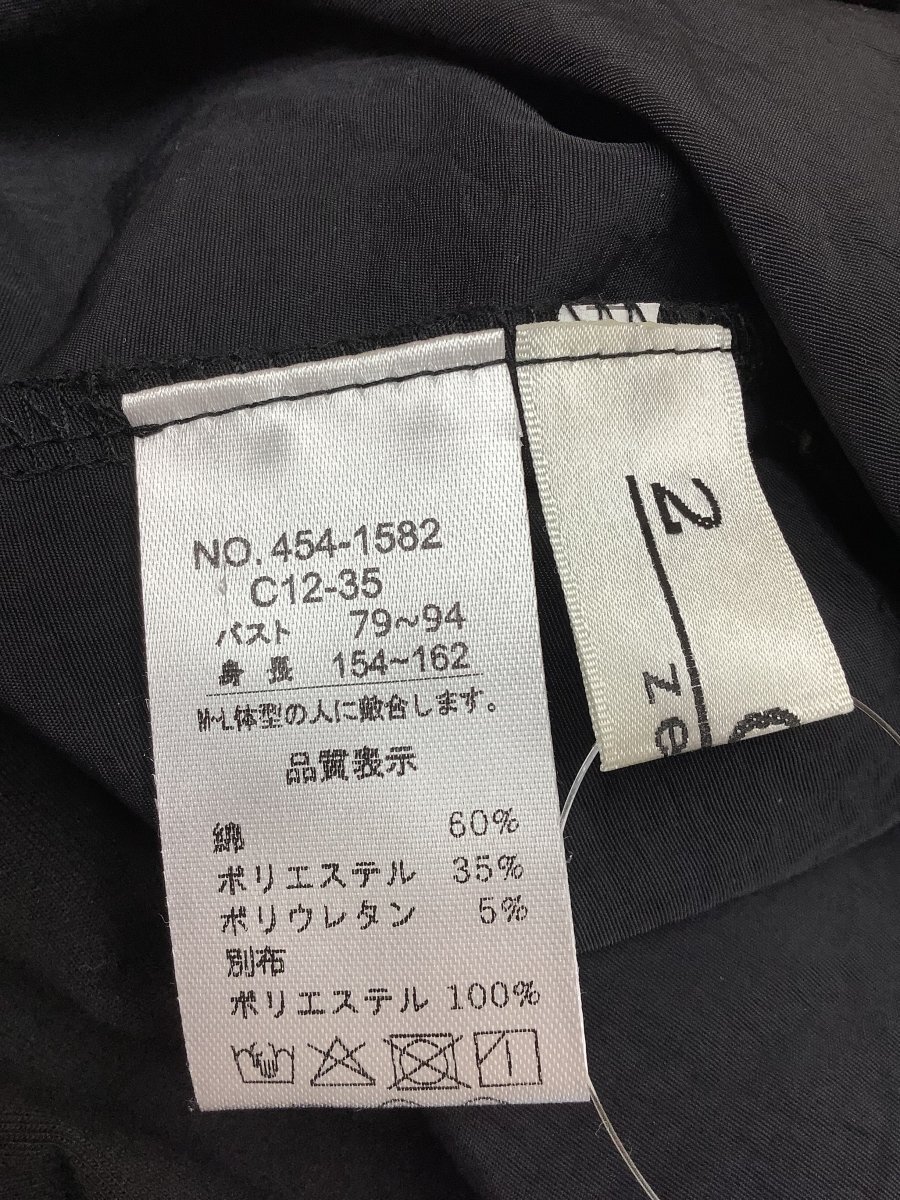 NO. 454-1582
C12-35
バスト 79~94
身長 154~162
M・L体型の人に敵合します。
品質表示
綿 60%
ポリエステル 35%
ポリウレタン 5%
別布
ポリエステル 100%
2
ze